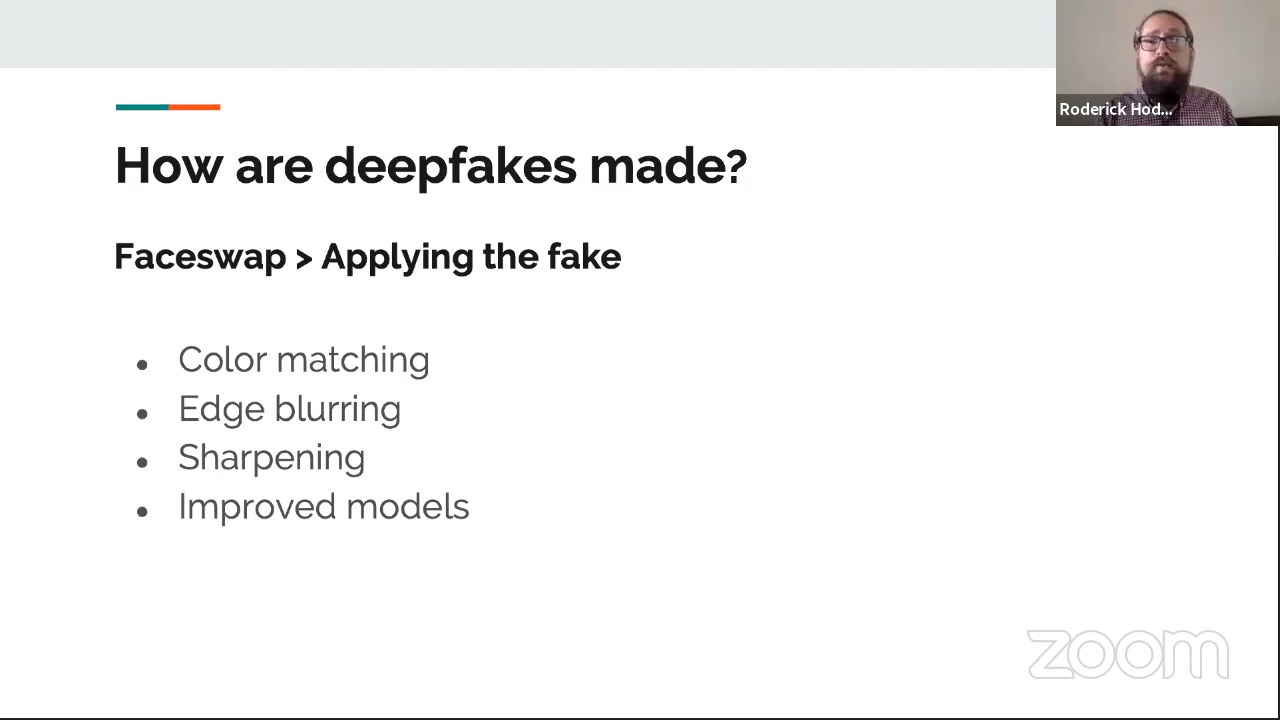 Roderick Hod...
How are deepfakes made?
Faceswap > Applying the fake
• Color matching
• Edge blurring
• Sharpening
• Improved models
zoom